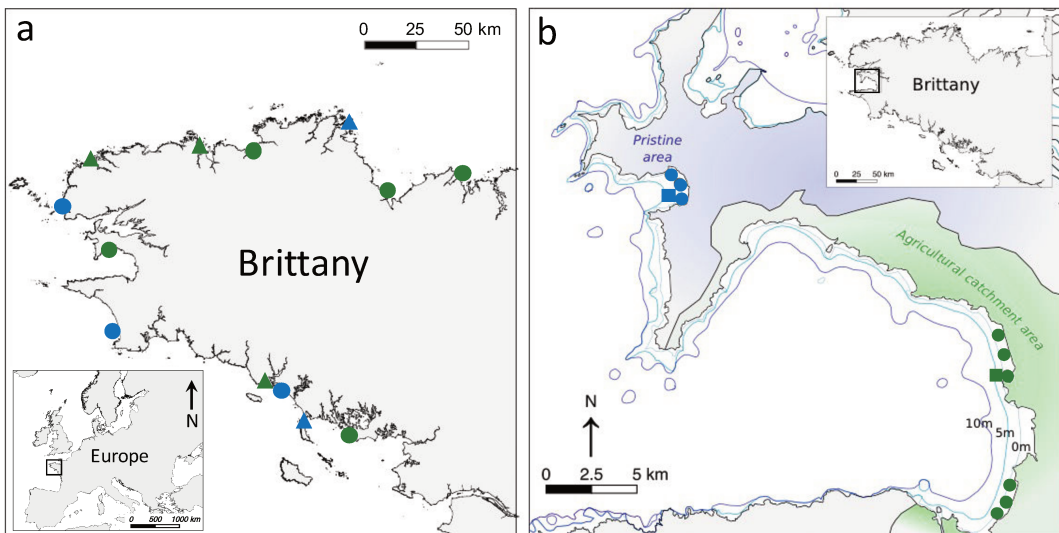 a
0 25 50 km
Brittany
N
Europe
0 500 1000 km
b
Brittany
0 25 50 km
Pristine
area
Agricultural catchment area
N
10m
5m
0m
0 2.5 5 km